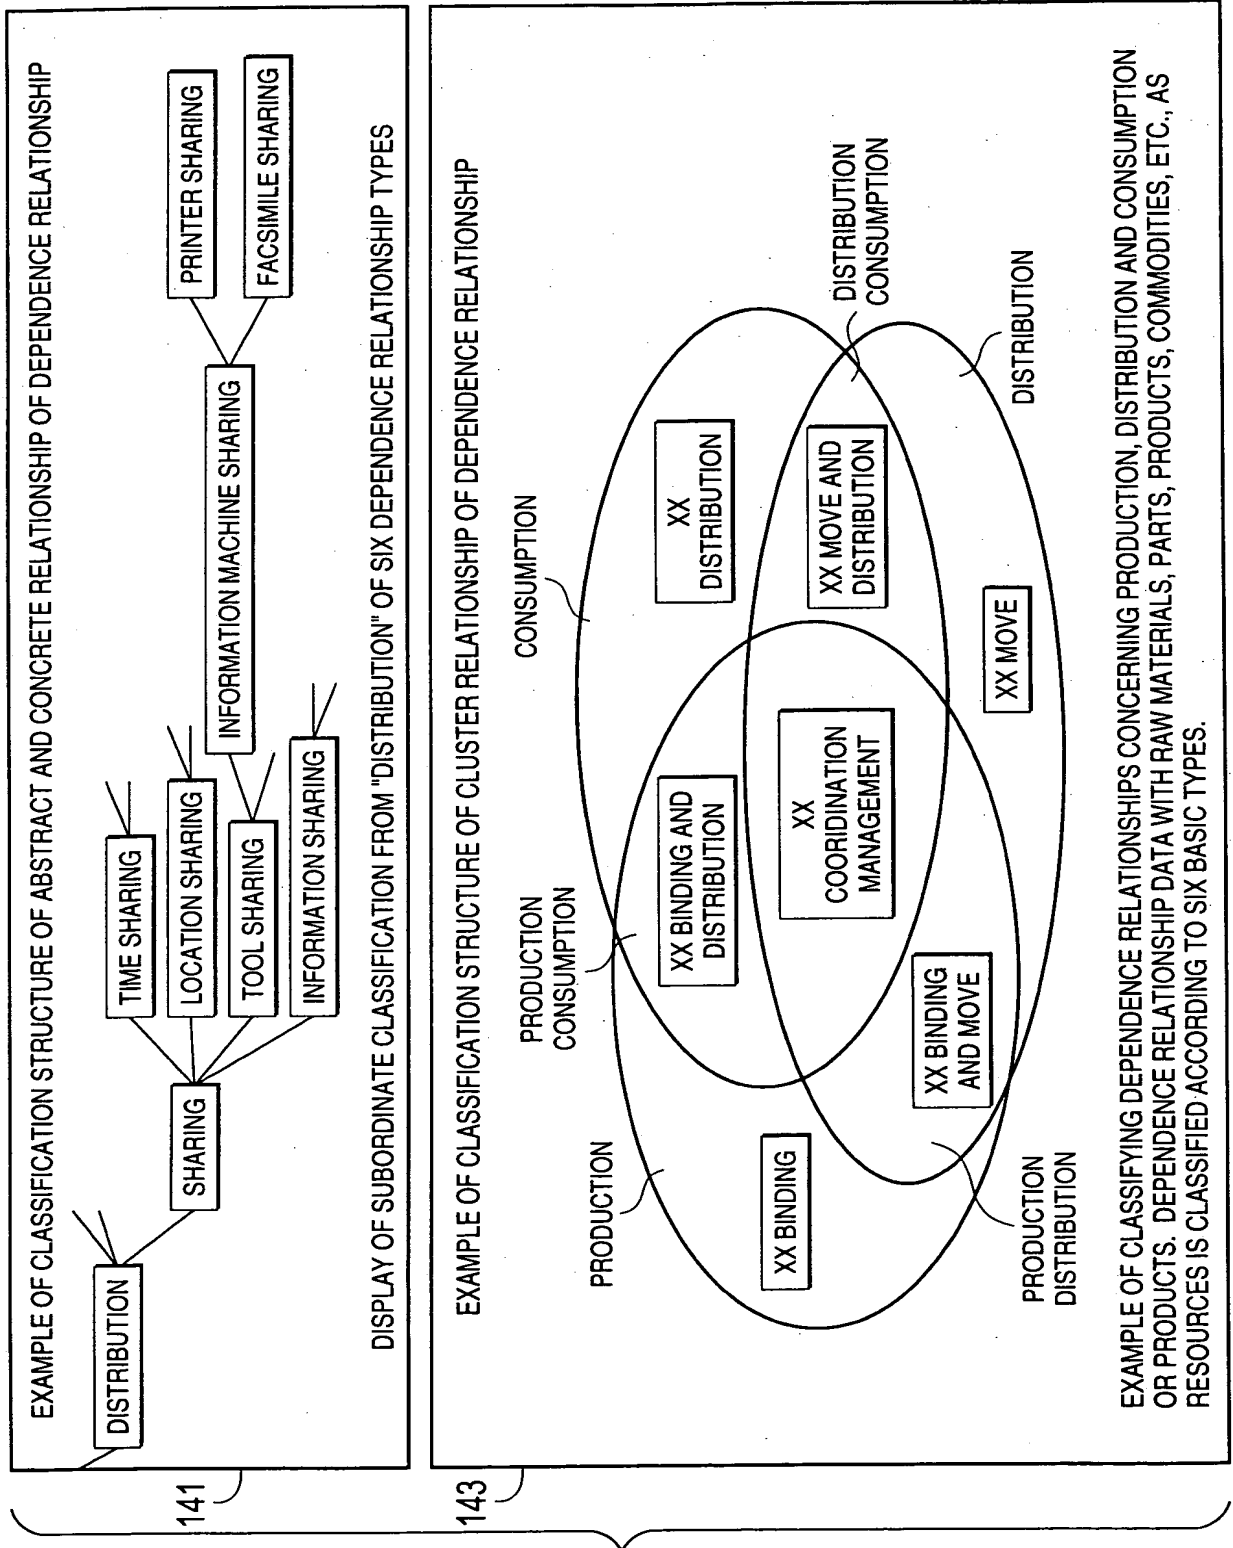 EXAMPLE OF CLASSIFICATION STRUCTURE OF ABSTRACT AND CONCRETE RELATIONSHIP OF DEPENDENCE RELATIONSHIP
DISTRIBUTION
SHARING
TIME SHARING
LOCATION SHARING
TOOL SHARING
INFORMATION SHARING
INFORMATION MACHINE SHARING
PRINTER SHARING
FACSIMILE SHARING
DISPLAY OF SUBORDINATE CLASSIFICATION FROM "DISTRIBUTION" OF SIX DEPENDENCE RELATIONSHIP TYPES
141
EXAMPLE OF CLASSIFICATION STRUCTURE OF CLUSTER RELATIONSHIP OF DEPENDENCE RELATIONSHIP
PRODUCTION
PRODUCTION
CONSUMPTION
CONSUMPTION
XX BINDING
XX BINDING AND
DISTRIBUTION
XX
DISTRIBUTION
XX
COORIDINATION
MANAGEMENT
XX MOVE AND
DISTRIBUTION
DISTRIBUTION
CONSUMPTION
XX BINDING
AND MOVE
XX MOVE
PRODUCTION
DISTRIBUTION
DISTRIBUTION
EXAMPLE OF CLASSIFYING DEPENDENCE RELATIONSHIPS CONCERNING PRODUCTION, DISTRIBUTION AND CONSUMPTION
OR PRODUCTS. DEPENDENCE RELATIONSHIP DATA WITH RAW MATERIALS, PARTS, PRODUCTS, COMMODITIES, ETC., AS
RESOURCES IS CLASSIFIED ACCORDING TO SIX BASIC TYPES.
143